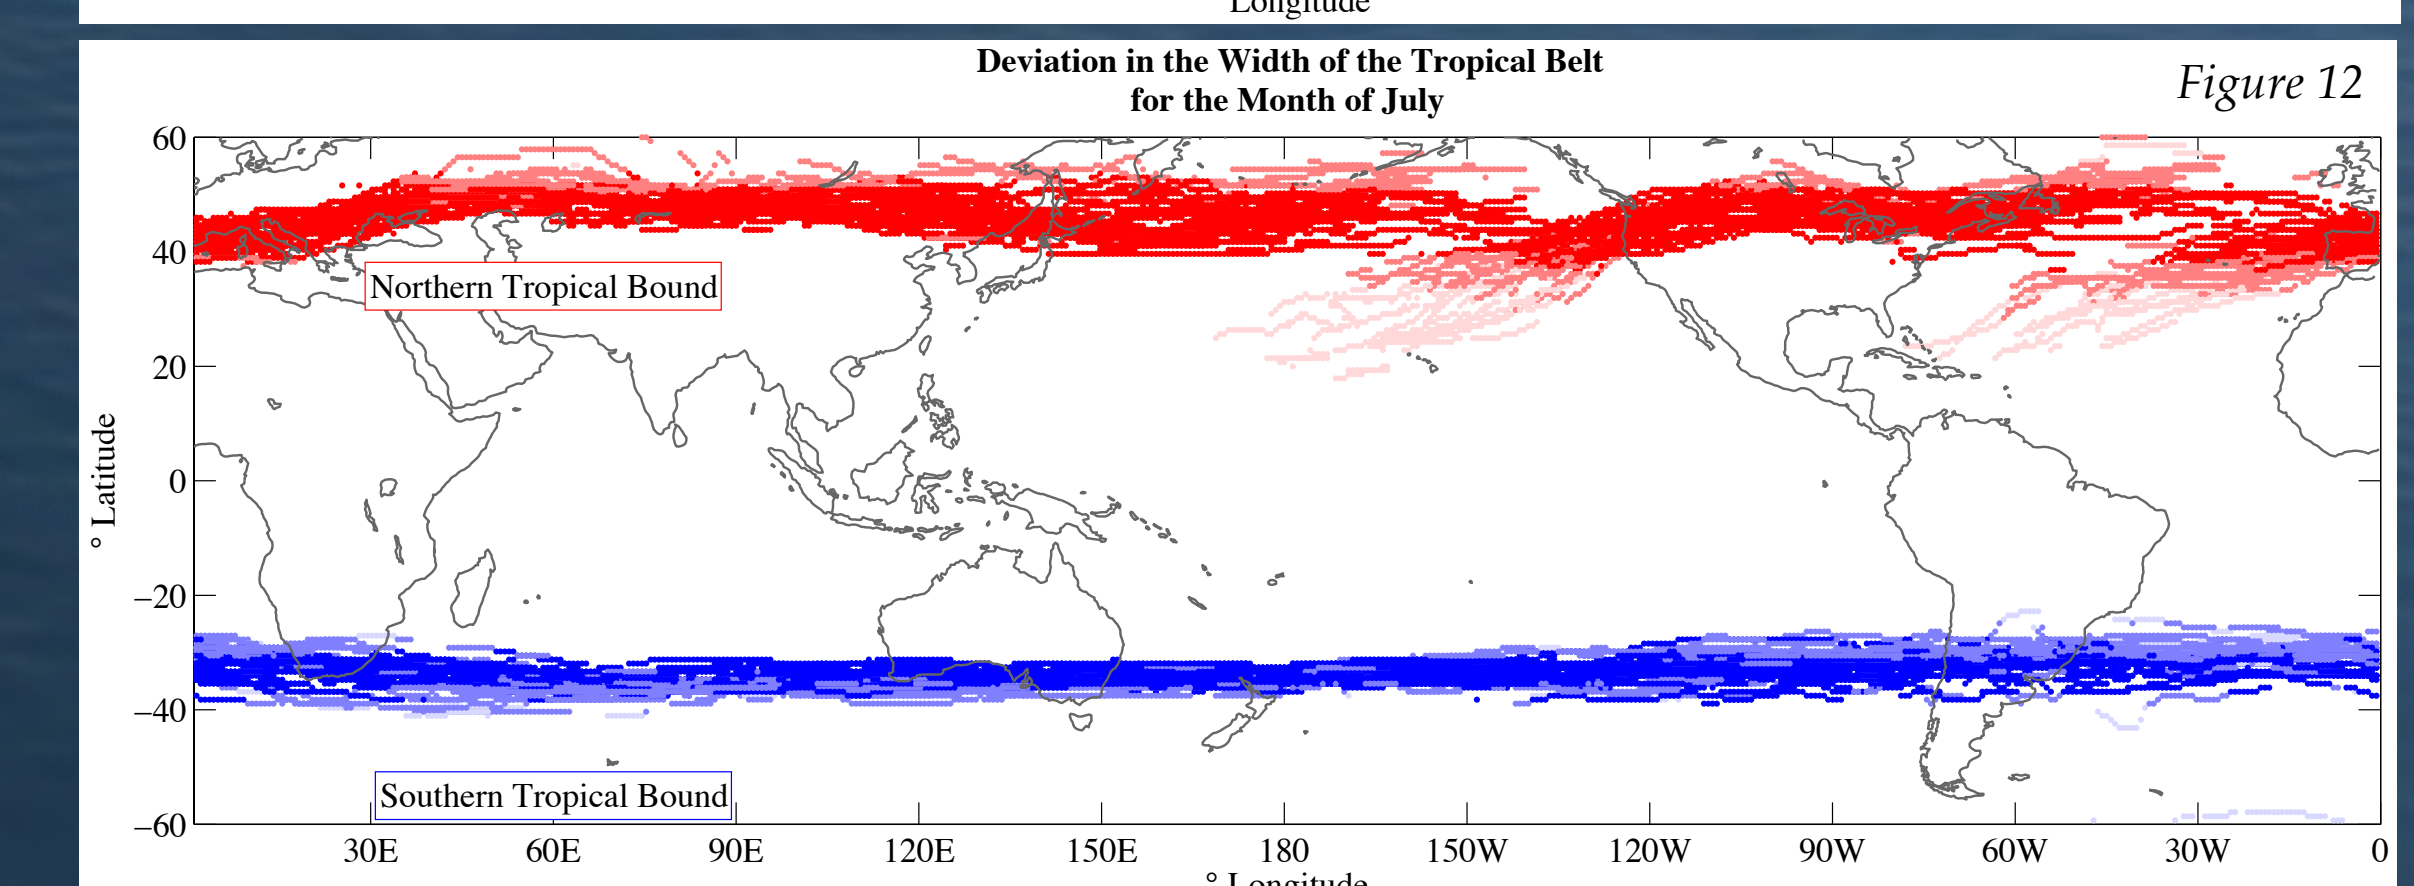 Longitude
Deviation in the Width of the Tropical Belt
for the Month of July
Figure 12
60
40
20
0
−20
−40
−60
° Latitude
Northern Tropical Bound
Southern Tropical Bound
30E 60E 90E 120E 150E 180 150W 120W 90W 60W 30W 0
° Longitude